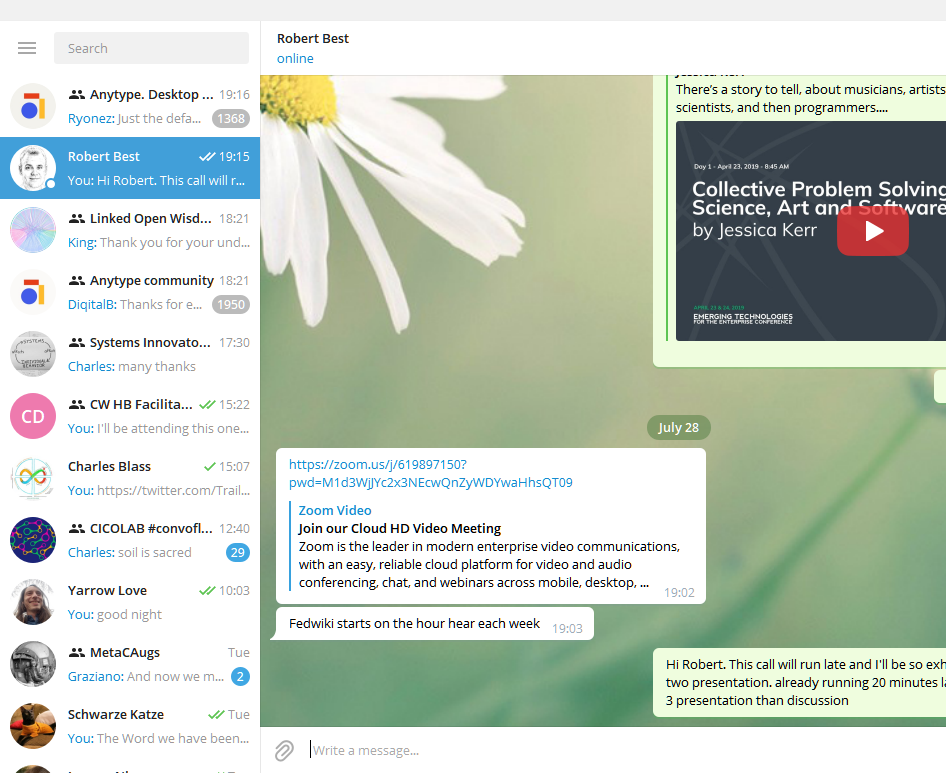 Search
Anytype. Desktop ... 19:16
Ryonez: Just the defa... 1368
Robert Best 19:15
You: Hi Robert. This call will r...
Linked Open Wisd... 18:21
King: Thank you for your und...
Anytype community 18:21
DigitalB: Thanks for e... 1950
Systems Innovato... 17:30
Charles: many thanks
CD
CW HB Facilita... 15:22
You: I'll be attending this one...
Charles Blass 15:07
You: https://twitter.com/Trail...
CICOLAB #convofl... 12:40
Charles: soil is sacred 29
Yarrow Love 10:03
You: good night
MetaCAugs Tue
Graziano: And now we m... 2
Schwarze Katze Tue
You: The Word we have been...
Robert Best
online
Jessica Kerr
There's a story to tell, about musicians, artists
scientists, and then programmers....
Day 1 - April 23, 2019 - 8:45 AM
Collective Problem Solving
Science, Art and Software
by Jessica Kerr
APRIL 23 & 24, 2019
EMERGING TECHNOLOGIES
FOR THE ENTERPRISE CONFERENCE
July 28
https://zoom.us/j/619897150?
pwd=M1d3WjJYc2x3NEcwQnZyWDYwaHhsQT09
Zoom Video
Join our Cloud HD Video Meeting
Zoom is the leader in modern enterprise video communications,
with an easy, reliable cloud platform for video and audio
conferencing, chat, and webinars across mobile, desktop, ...
19:02
Fedwiki starts on the hour hear each week 19:03
Hi Robert. This call will run late and I'll be so exh
two presentation. already running 20 minutes la
3 presentation than discussion
Write a message...